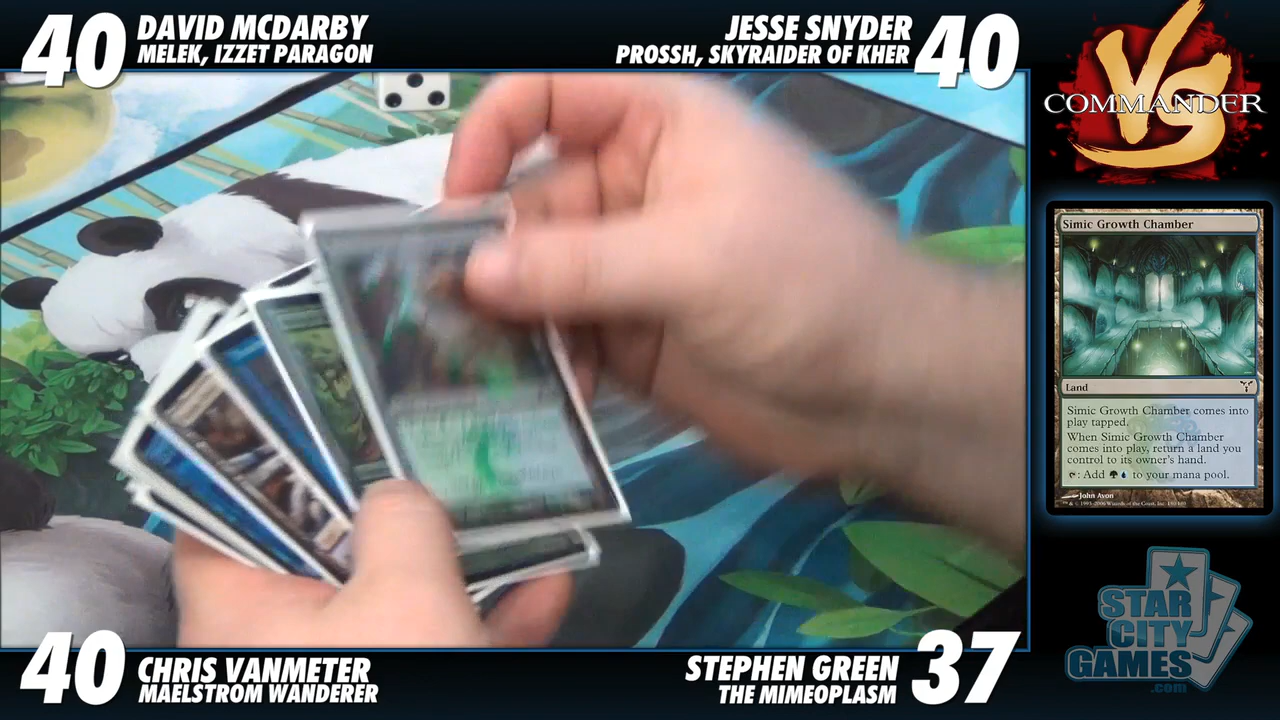 40
DAVID MCDARBY
MELEK, IZZET PARAGON
JESSE SNYDER
PROSSH, SKYRAIDER OF KHER
40
VS
COMMANDER
Simic Growth Chamber
Land
Simic Growth Chamber comes into
play tapped.
When Simic Growth Chamber
comes into play, return a land you
control to its owner's hand.
: Add to your mana pool.
John Avon
STAR
CITY
GAMES
.com
40
CHRIS VANMETER
MAELSTROM WANDERER
STEPHEN GREEN
THE MIMEOPLASM
37